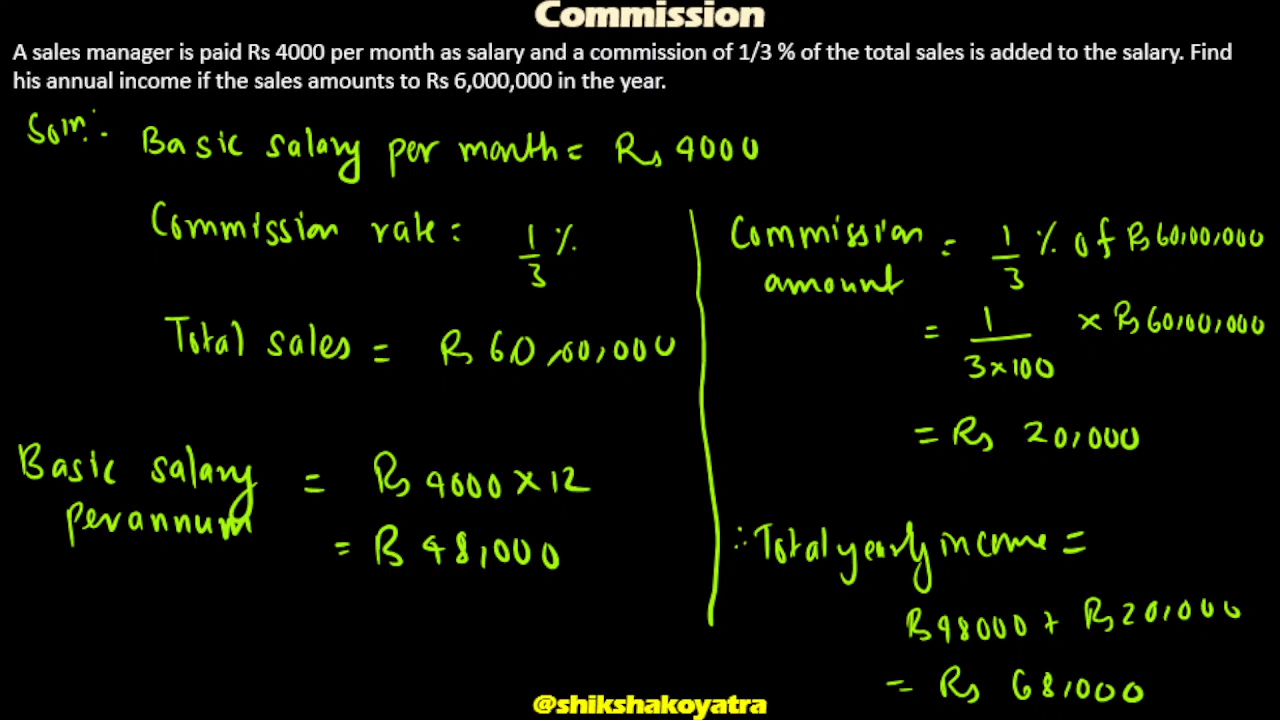 Commission
A sales manager is paid Rs 4000 per month as salary and a commission of 1/3 % of the total sales is added to the salary. Find
his annual income if the sales amounts to Rs 6,000,000 in the year.
Soln:-
Basic salary per month = Rs 4000
Commission rate = 1/3 %
Total sales = Rs 60,00,000
Basic salary per annum = Rs 4000 × 12
= Rs 48,000
Commission amount = 1/3 % of Rs 60,00,000
= 1/(3×100) × Rs 60,00,000
= Rs 20,000
∴ Total yearly income =
Rs 48000 + Rs 20,000
= Rs 68,000
@shikshakoyatra